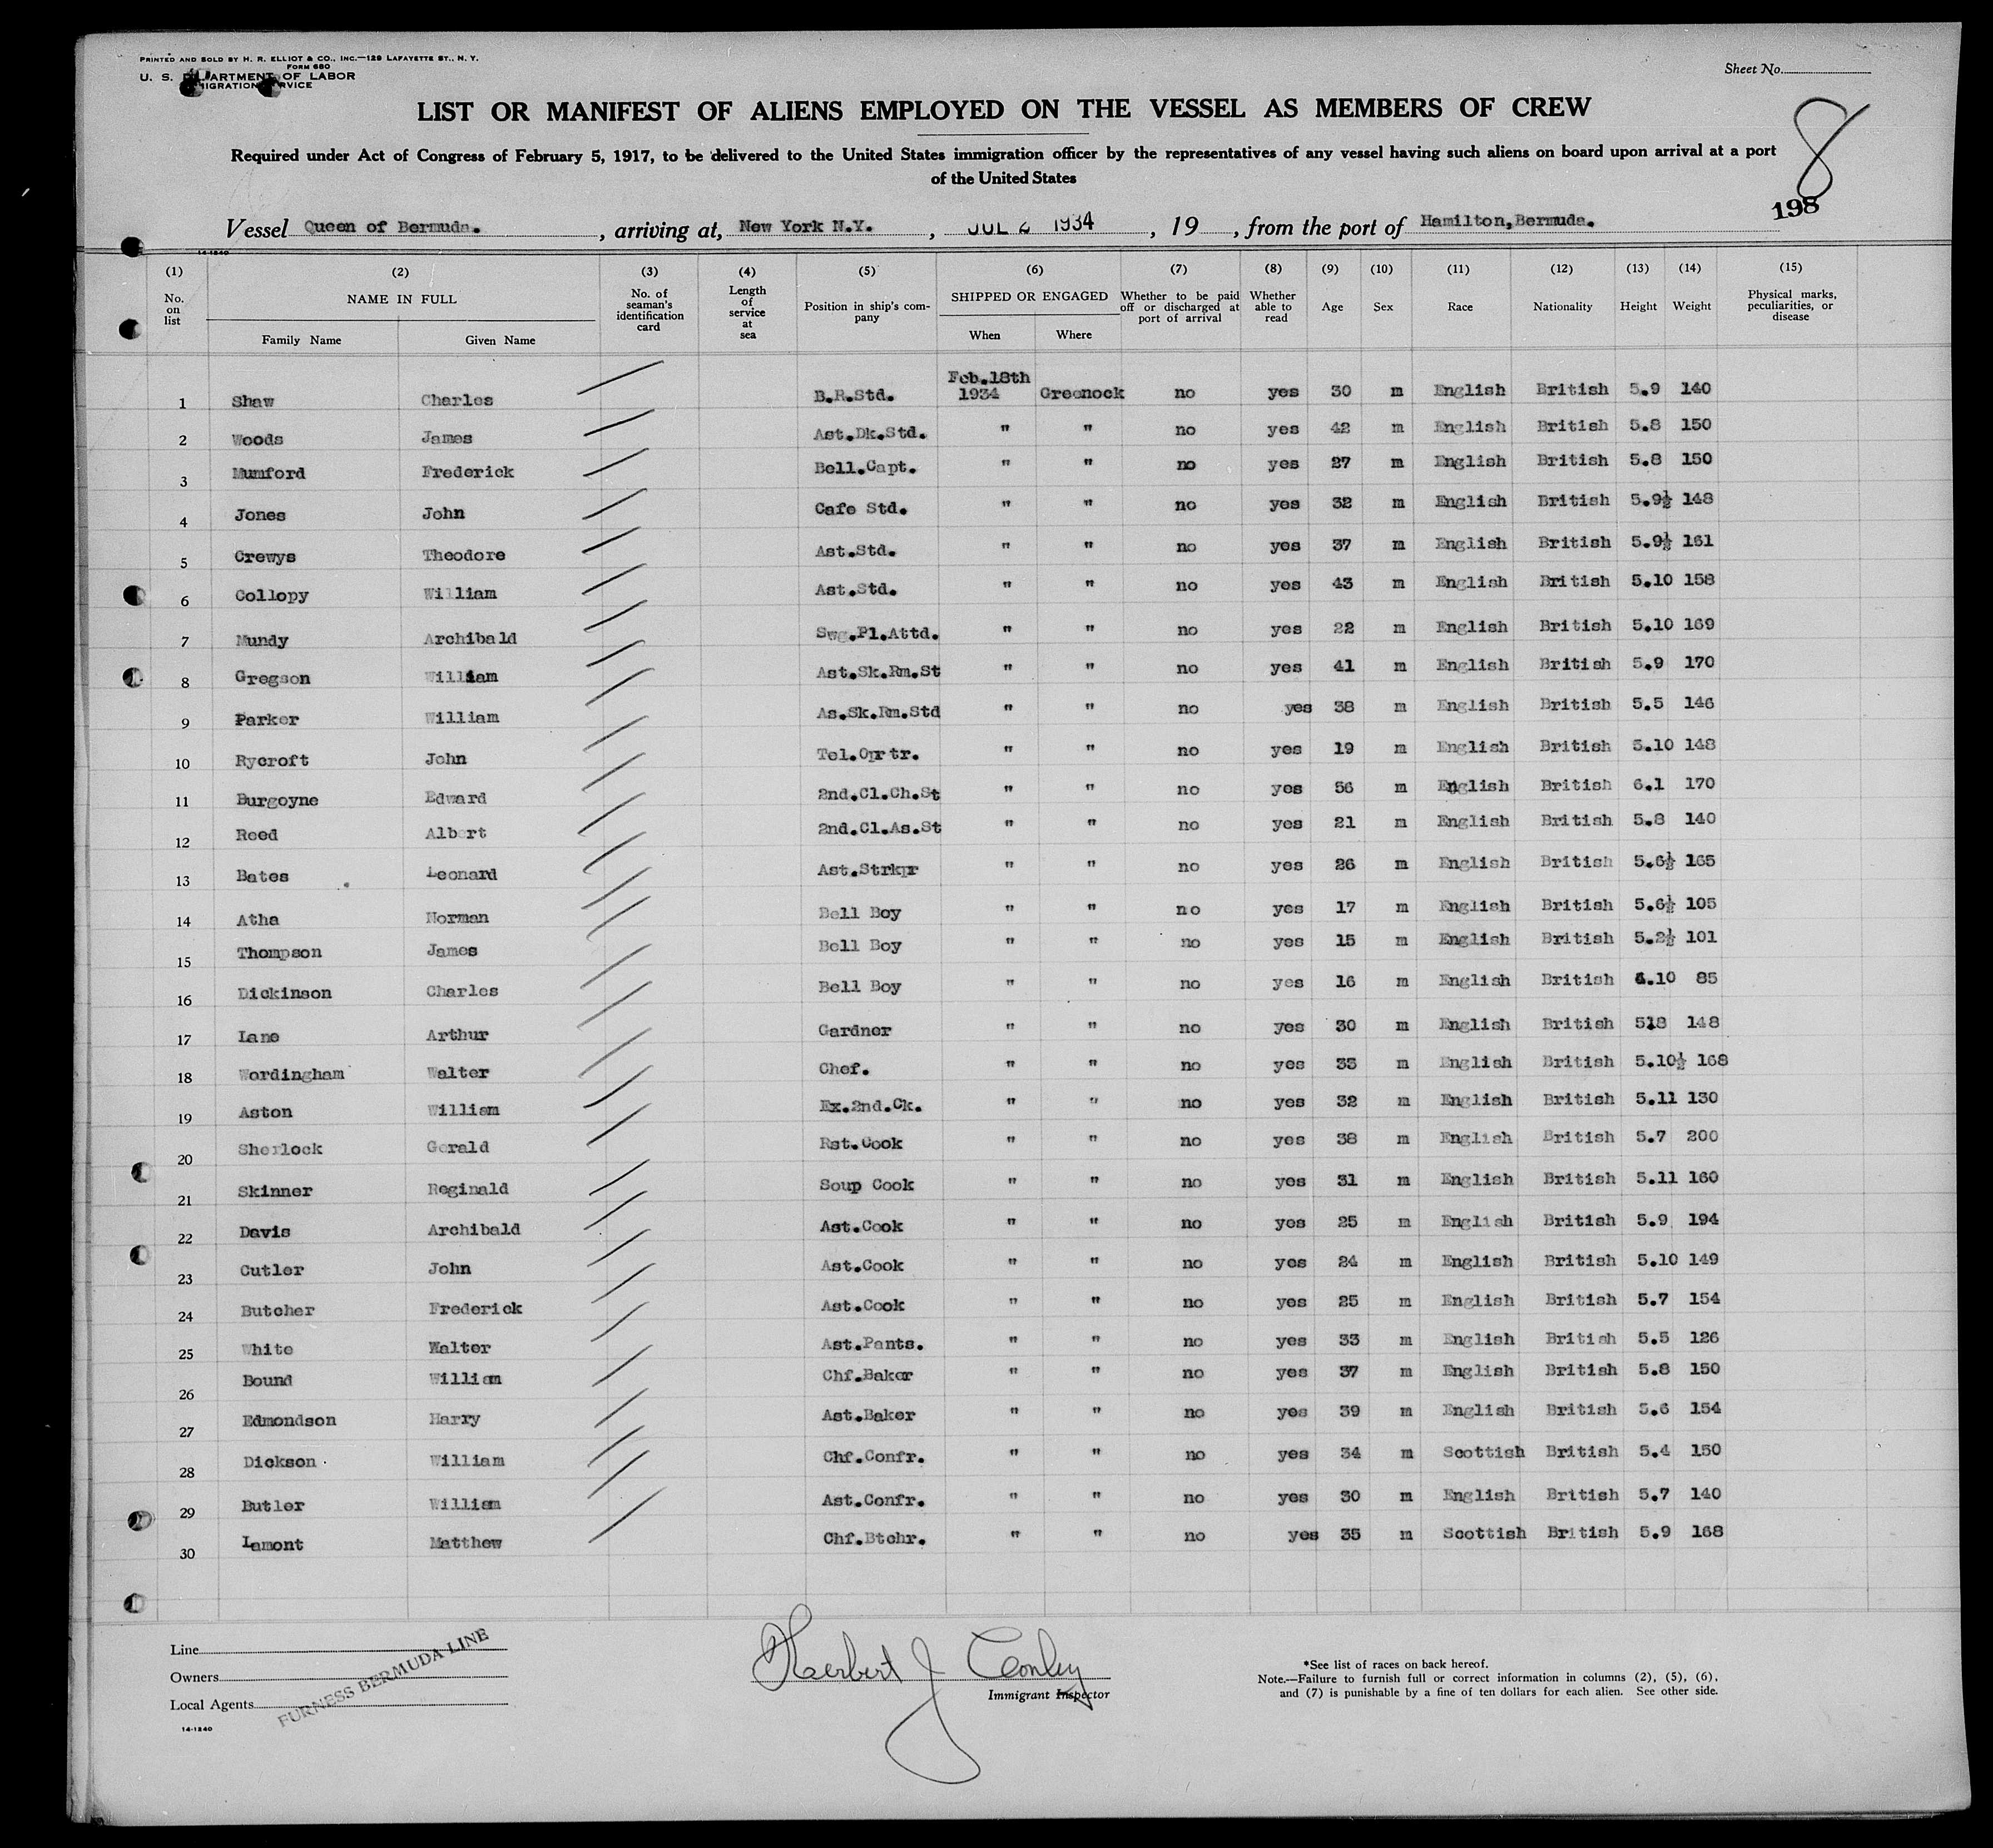 PRINTED AND SOLD BY H. R. ELLIOT & CO., INC.—129 LAFAYETTE ST., N. Y.
FORM 680
U. S. DEPARTMENT OF LABOR
IMMIGRATION SERVICE
Sheet No.
LIST OR MANIFEST OF ALIENS EMPLOYED ON THE VESSEL AS MEMBERS OF CREW
8
Required under Act of Congress of February 5, 1917, to be delivered to the United States immigration officer by the representatives of any vessel having such aliens on board upon arrival at a port
of the United States
198
Vessel Queen of Bermuda. , arriving at, New York N.Y. , JUL 2 1934 , 19 , from the port of Hamilton,Bermuda.
14-1240
(1) (2) (3) (4) (5) (6) (7) (8) (9) (10) (11) (12) (13) (14) (15)
No. on list NAME IN FULL Family Name Given Name No. of seaman's identification card Length of service at sea Position in ship's company SHIPPED OR ENGAGED When Where Whether to be paid off or discharged at port of arrival Whether able to read Age Sex Race Nationality Height Weight Physical marks, peculiarities, or disease
1 Shaw Charles B.R.Std. Feb.18th 1934 Greenock no yes 30 m English British 5.9 140
2 Woods James Ast.Dk.Std. " " no yes 42 m English British 5.8 150
3 Mumford Frederick Bell.Capt. " " no yes 27 m English British 5.8 150
4 Jones John Cafe Std. " " no yes 32 m English British 5.9½ 148
5 Crewys Theodore Ast.Std. " " no yes 37 m English British 5.9½ 161
6 Collopy William Ast.Std. " " no yes 43 m English British 5.10 158
7 Mundy Archibald Swg.Pl.Attd. " " no yes 22 m English British 5.10 169
8 Gregson William Ast.Sk.Rm.St " " no yes 41 m English British 5.9 170
9 Parker William As.Sk.Rm.Std " " no yes 38 m English British 5.5 146
10 Rycroft John Tel.Oprtr. " " no yes 19 m English British 5.10 148
11 Burgoyne Edward 2nd.Cl.Ch.St " " no yes 56 m English British 6.1 170
12 Reed Albert 2nd.Cl.As.St " " no yes 21 m English British 5.8 140
13 Bates Leonard Ast.Strkpr " " no yes 26 m English British 5.6½ 165
14 Atha Norman Bell Boy " " no yes 17 m English British 5.6½ 105
15 Thompson James Bell Boy " " no yes 15 m English British 5.2½ 101
16 Dickinson Charles Bell Boy " " no yes 16 m English British 4.10 85
17 Lane Arthur Gardner " " no yes 30 m English British 5.8 148
18 Wordingham Walter Chef. " " no yes 35 m English British 5.10½ 168
19 Aston William Ex.2nd.Ck. " " no yes 32 m English British 5.11 130
20 Sherlock Gerald Rst.Cook " " no yes 38 m English British 5.7 200
21 Skinner Reginald Soup Cook " " no yes 31 m English British 5.11 160
22 Davis Archibald Ast.Cook " " no yes 25 m English British 5.9 194
23 Cutler John Ast.Cook " " no yes 24 m English British 5.10 149
24 Butcher Frederick Ast.Cook " " no yes 25 m English British 5.7 154
25 White Walter Ast.Pants. " " no yes 33 m English British 5.5 126
26 Bound William Chf.Baker " " no yes 37 m English British 5.8 150
27 Edmondson Harry Ast.Baker " " no yes 39 m English British 5.6 154
28 Dickson William Chf.Confr. " " no yes 34 m Scottish British 5.4 150
29 Butler William Ast.Confr. " " no yes 30 m English British 5.7 140
30 Lamont Matthew Chf.Btchr. " " no yes 35 m Scottish British 5.9 168
Line
Owners
Local Agents
FURNESS BERMUDA LINE
14-1240
Herbert J Conley
Immigrant Inspector
*See list of races on back hereof.
Note.—Failure to furnish full or correct information in columns (2), (5), (6),
and (7) is punishable by a fine of ten dollars for each alien. See other side.